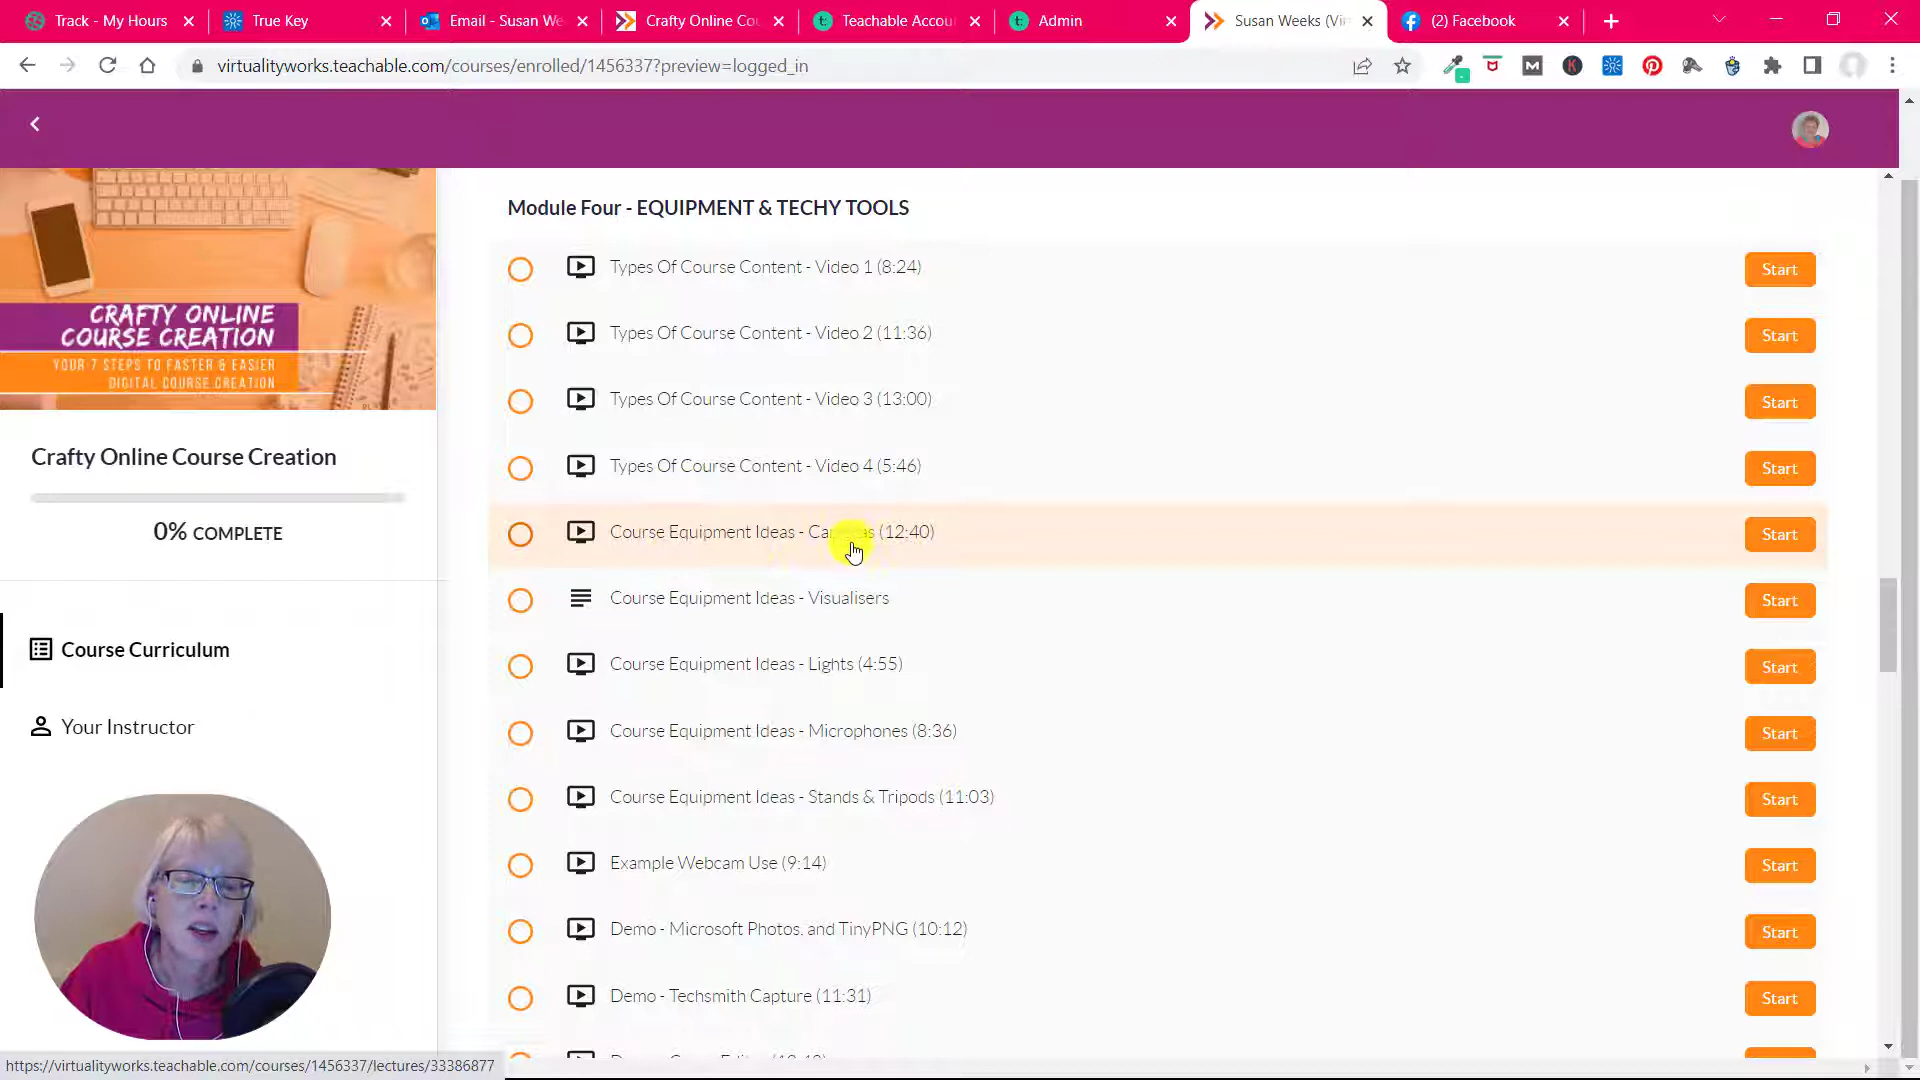 Track - My Hours
True Key
Email - Susan We
Crafty Online Cou
Teachable Accou
Admin
Susan Weeks (Vir
(2) Facebook
virtualityworks.teachable.com/courses/enrolled/1456337?preview=logged_in
CRAFTY ONLINE
COURSE CREATION
YOUR 7 STEPS TO FASTER & EASIER
DIGITAL COURSE CREATION
Crafty Online Course Creation
0% COMPLETE
Course Curriculum
Your Instructor
Module Four - EQUIPMENT & TECHY TOOLS
Types Of Course Content - Video 1 (8:24) Start
Types Of Course Content - Video 2 (11:36) Start
Types Of Course Content - Video 3 (13:00) Start
Types Of Course Content - Video 4 (5:46) Start
Course Equipment Ideas - Cameras (12:40) Start
Course Equipment Ideas - Visualisers Start
Course Equipment Ideas - Lights (4:55) Start
Course Equipment Ideas - Microphones (8:36) Start
Course Equipment Ideas - Stands & Tripods (11:03) Start
Example Webcam Use (9:14) Start
Demo - Microsoft Photos, and TinyPNG (10:12) Start
Demo - Techsmith Capture (11:31) Start
https://virtualityworks.teachable.com/courses/1456337/lectures/33386877